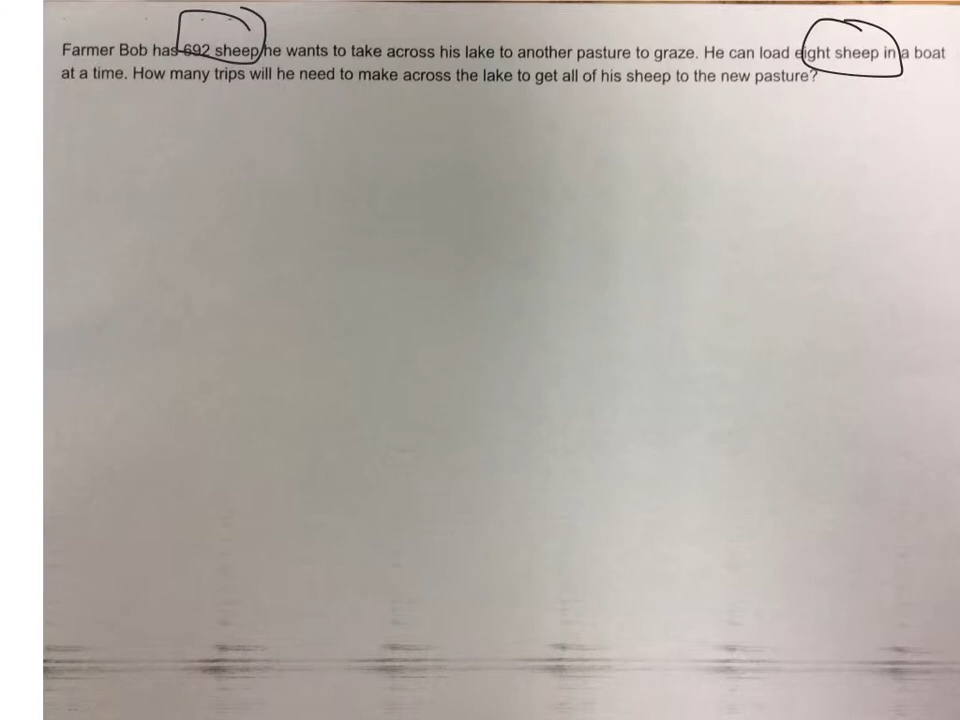 Farmer Bob has 692 sheep he wants to take across his lake to another pasture to graze. He can load eight sheep in a boat
at a time. How many trips will he need to make across the lake to get all of his sheep to the new pasture?